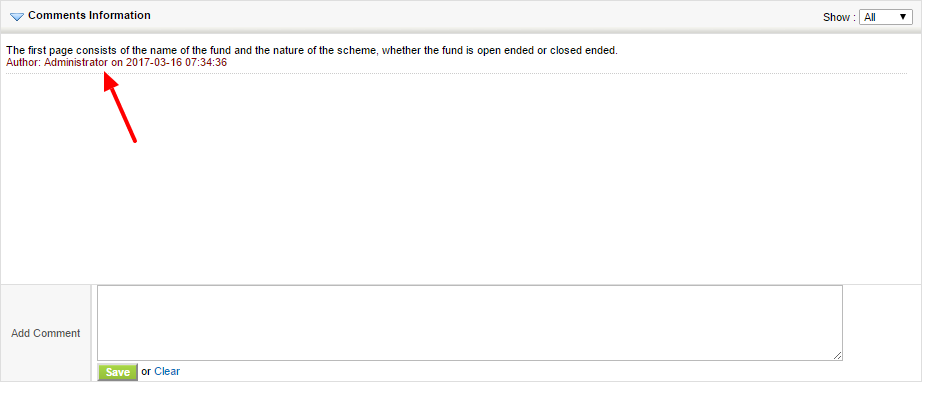 Comments Information
Show : All
The first page consists of the name of the fund and the nature of the scheme, whether the fund is open ended or closed ended.
Author: Administrator on 2017-03-16 07:34:36
Add Comment
Save or Clear